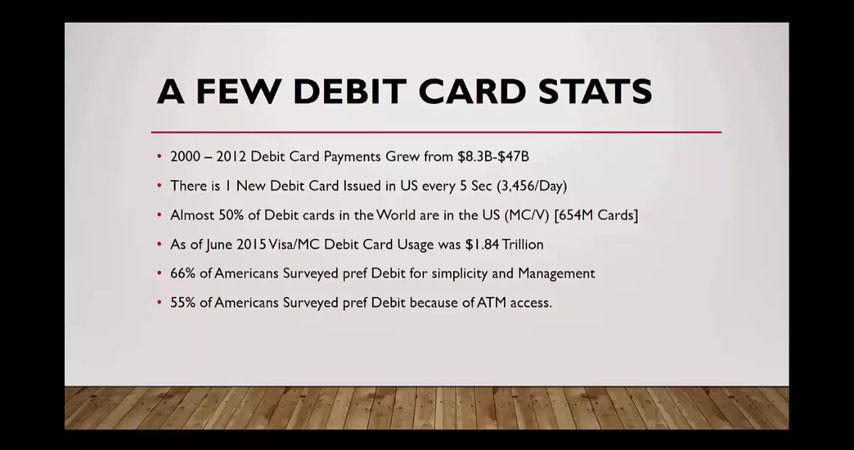 A FEW DEBIT CARD STATS
• 2000 – 2012 Debit Card Payments Grew from $8.3B-$47B
• There is 1 New Debit Card Issued in US every 5 Sec (3,456/Day)
• Almost 50% of Debit cards in the World are in the US (MC/V) [654M Cards]
• As of June 2015 Visa/MC Debit Card Usage was $1.84 Trillion
• 66% of Americans Surveyed pref Debit for simplicity and Management
• 55% of Americans Surveyed pref Debit because of ATM access.